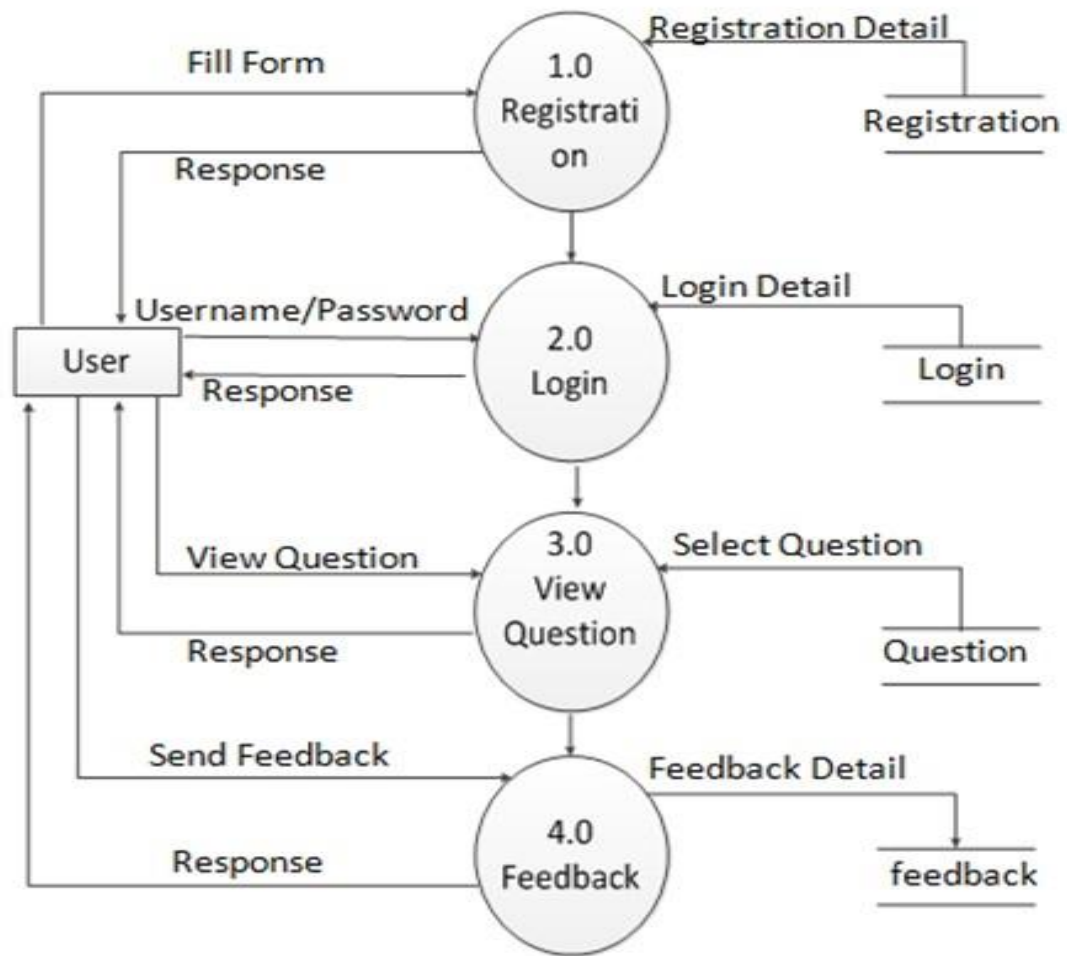 Registration Detail
Fill Form
1.0
Registrati
on
Registration
Response
Login Detail
Username/Password
2.0
Login
User
Login
Response
3.0
View
Question
Select Question
View Question
Response
Question
Send Feedback
Feedback Detail
4.0
Feedback
Response
feedback